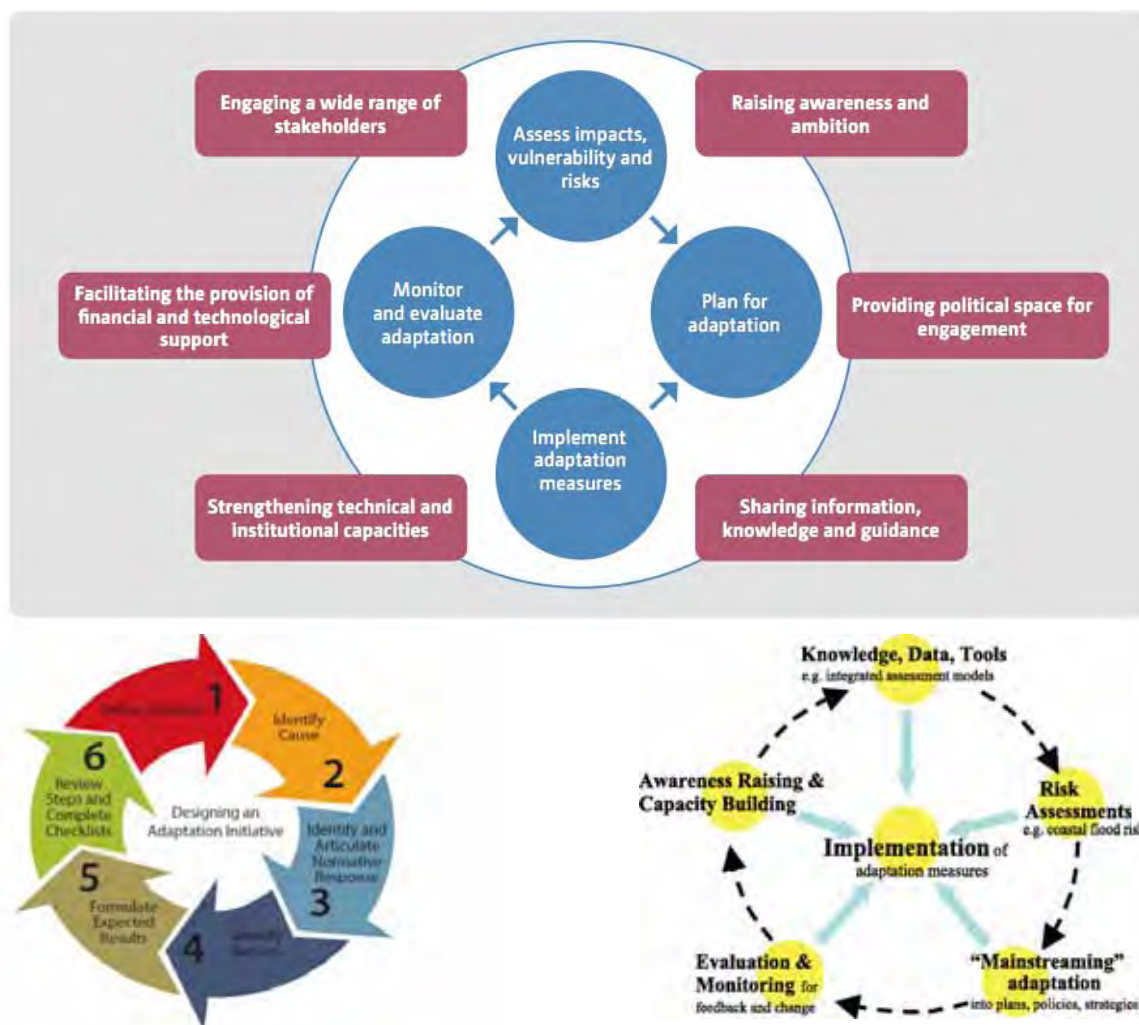 Engaging a wide range of
stakeholders
Raising awareness and
ambition
Assess impacts,
vulnerability and
risks
Facilitating the provision of
financial and technological
support
Monitor
and evaluate
adaptation
Plan for
adaptation
Providing political space for
engagement
Implement
adaptation
measures
Strengthening technical and
institutional capacities
Sharing information,
knowledge and guidance
1
Identify
Cause
2
Identify and
Articulate
Normative
Response
3
4
5
Formulate
Expected
Results
6
Review
Steps and
Complete
Checklists
Designing an
Adaptation Initiative
Knowledge, Data, Tools
e.g. integrated assessment models
Awareness Raising &
Capacity Building
Risk
Assessments
e.g. coastal flood ris
Implementation of
adaptation measures
Evaluation &
Monitoring for
feedback and change
"Mainstreaming"
adaptation
into plans, policies, strategies